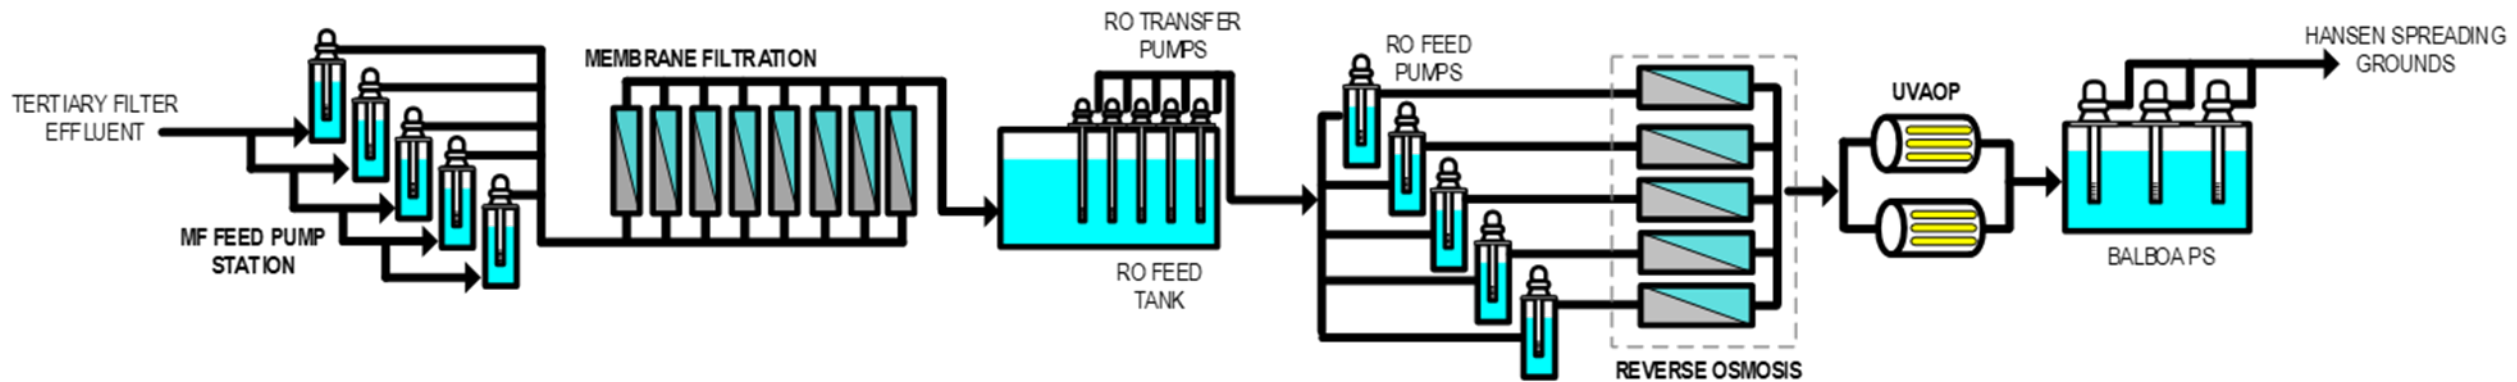 TERTIARY FILTER
EFFLUENT
MF FEED PUMP
STATION
MEMBRANE FILTRATION
RO TRANSFER
PUMPS
RO FEED
TANK
RO FEED
PUMPS
REVERSE OSMOSIS
UVAOP
BALBOA PS
HANSEN SPREADING
GROUNDS